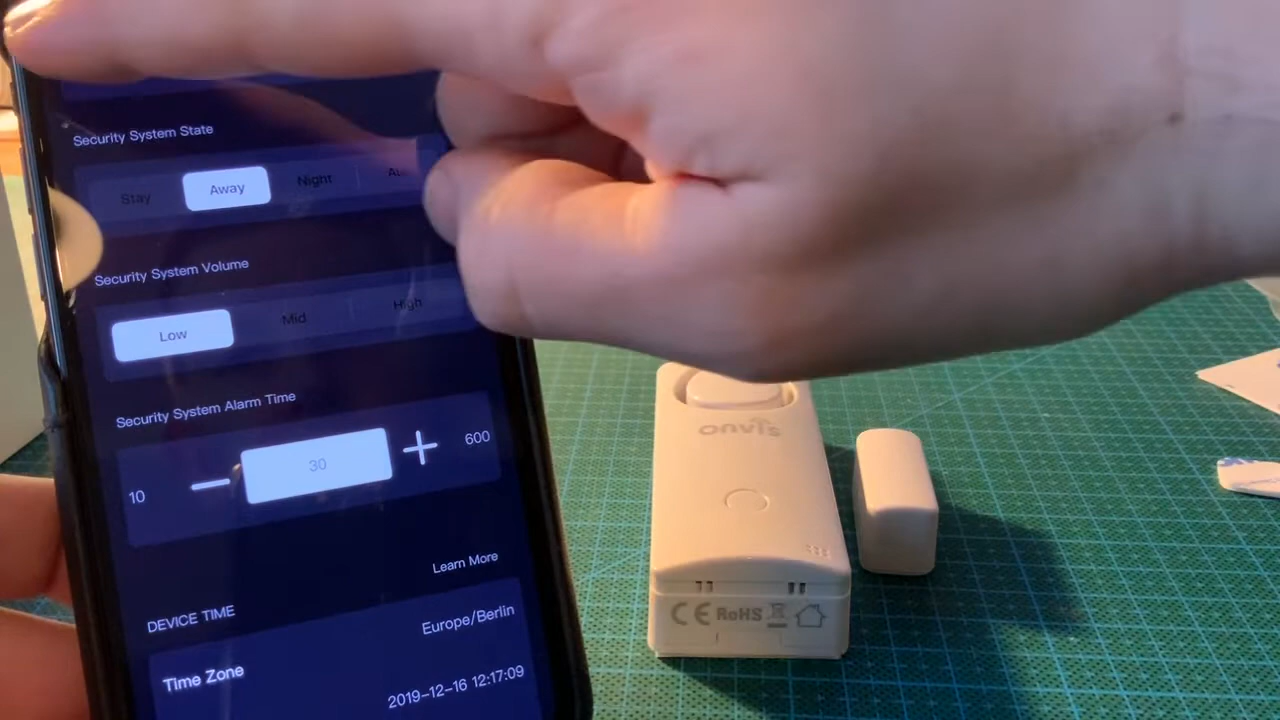 Security System State
Stay Away Night
Security System Volume
Low Mid High
Security System Alarm Time
10 30 600
Learn More
DEVICE TIME
Time Zone Europe/Berlin
2019-12-16 12:17:09
onvis
CE RoHS